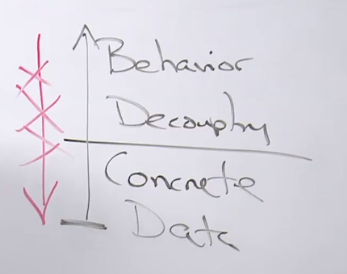 Behavior
Decoupling
Concrete
Data